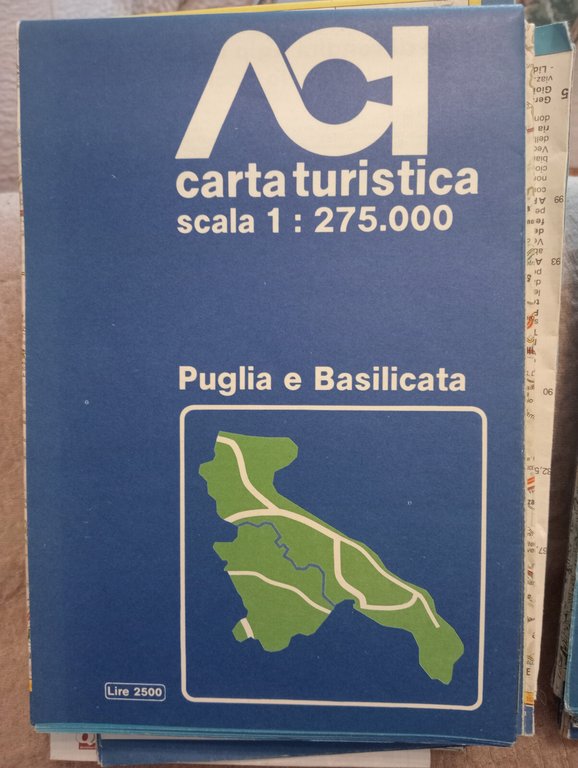 ACI
carta turistica
scala 1 : 275.000
Puglia e Basilicata
Lire 2500